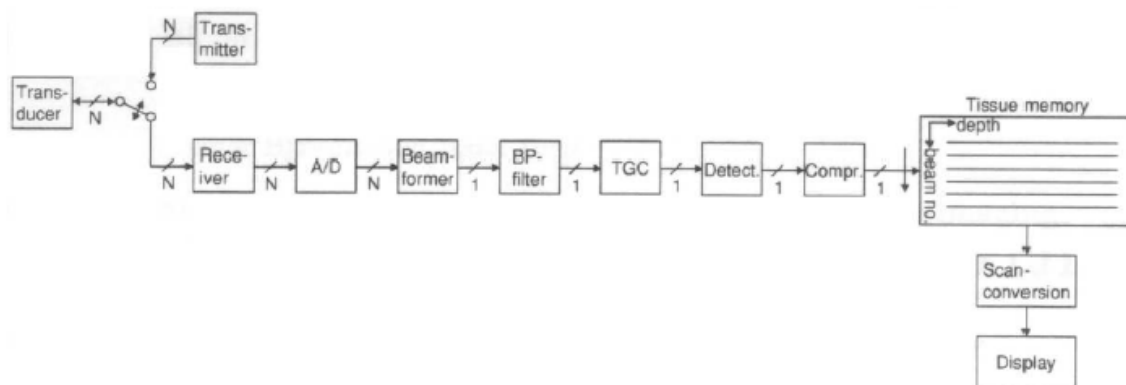 N
Trans-
mitter
Trans-
ducer
N
N
Rece-
iver
N
A/D
N
Beam-
former
1
BP-
filter
1
TGC
1
Detect.
1
Compr.
1
Tissue memory
depth
beam no.
Scan-
conversion
Display